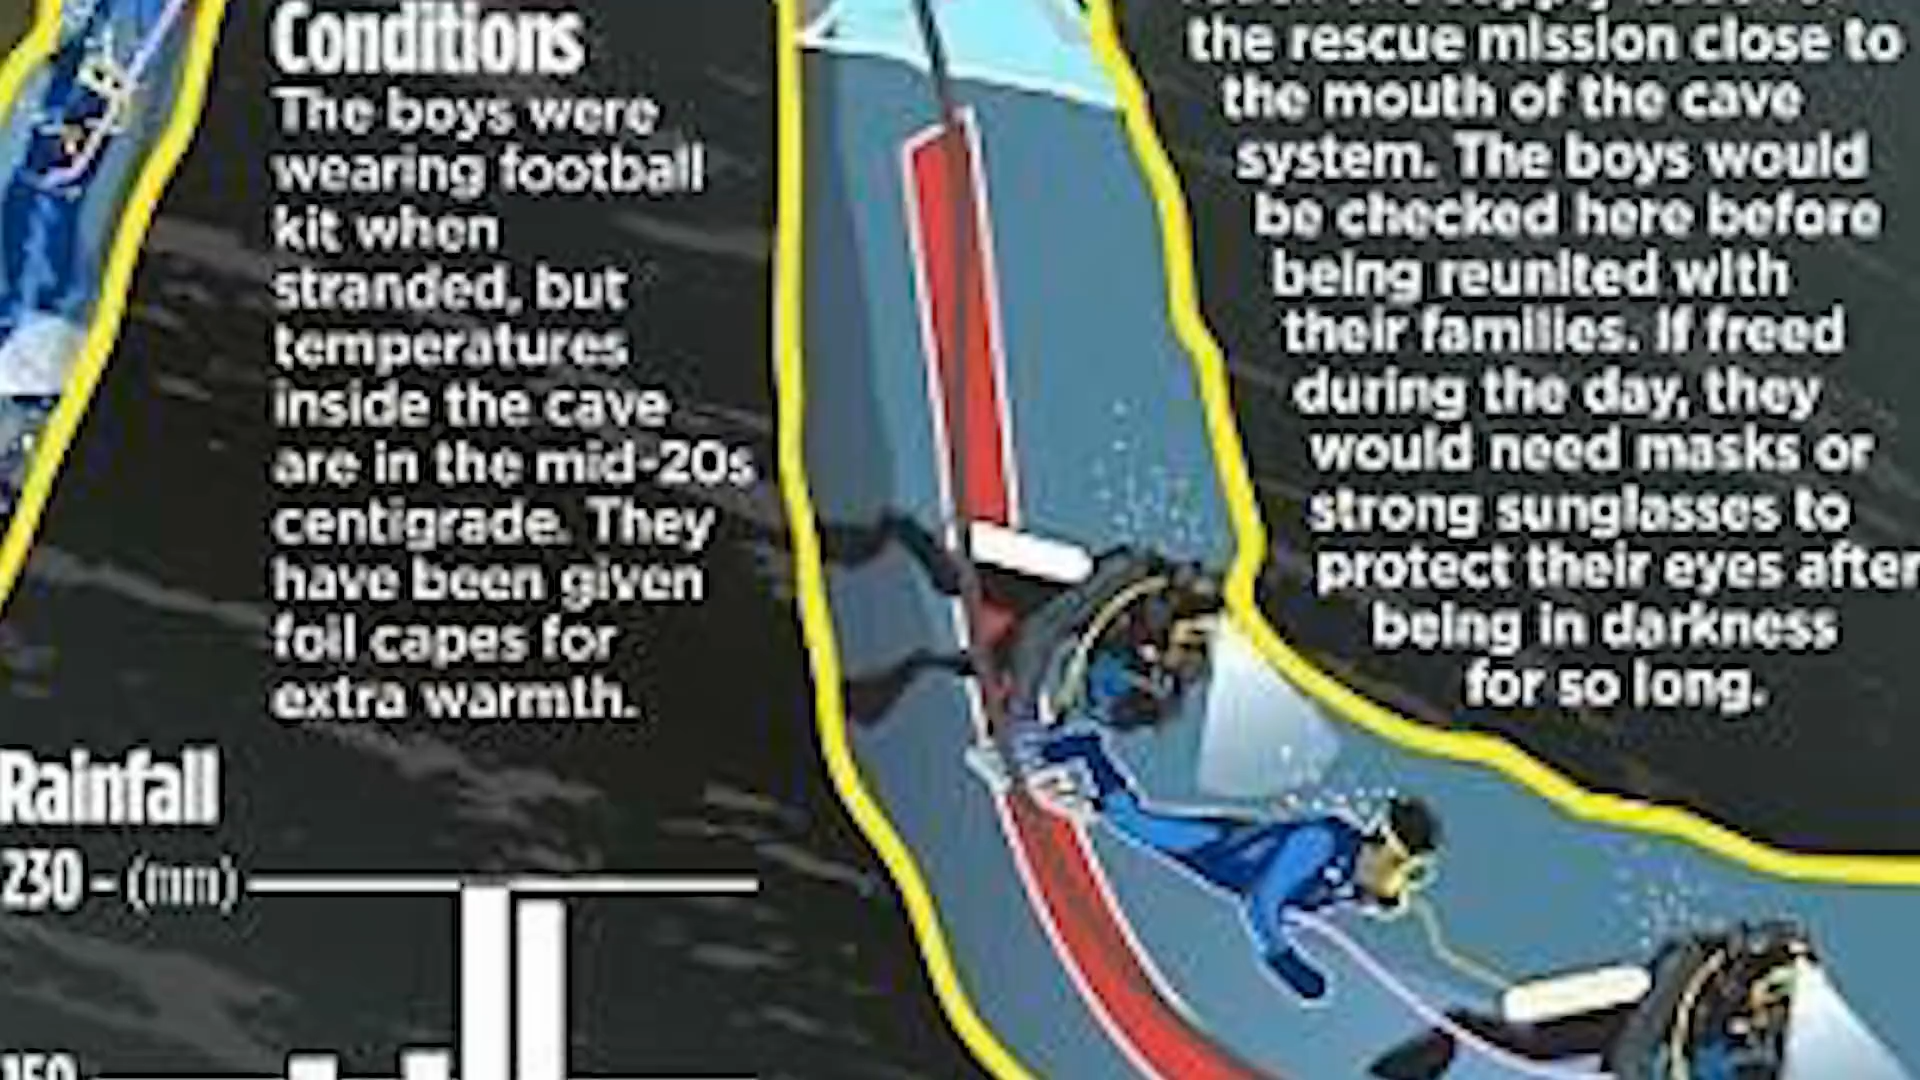 Conditions
The boys were
wearing football
kit when
stranded, but
temperatures
inside the cave
are in the mid-20s
centigrade. They
have been given
foil capes for
extra warmth.
Rainfall
230 - (mm)
150
the rescue mission close to
the mouth of the cave
system. The boys would
be checked here before
being reunited with
their families. If freed
during the day, they
would need masks or
strong sunglasses to
protect their eyes after
being in darkness
for so long.